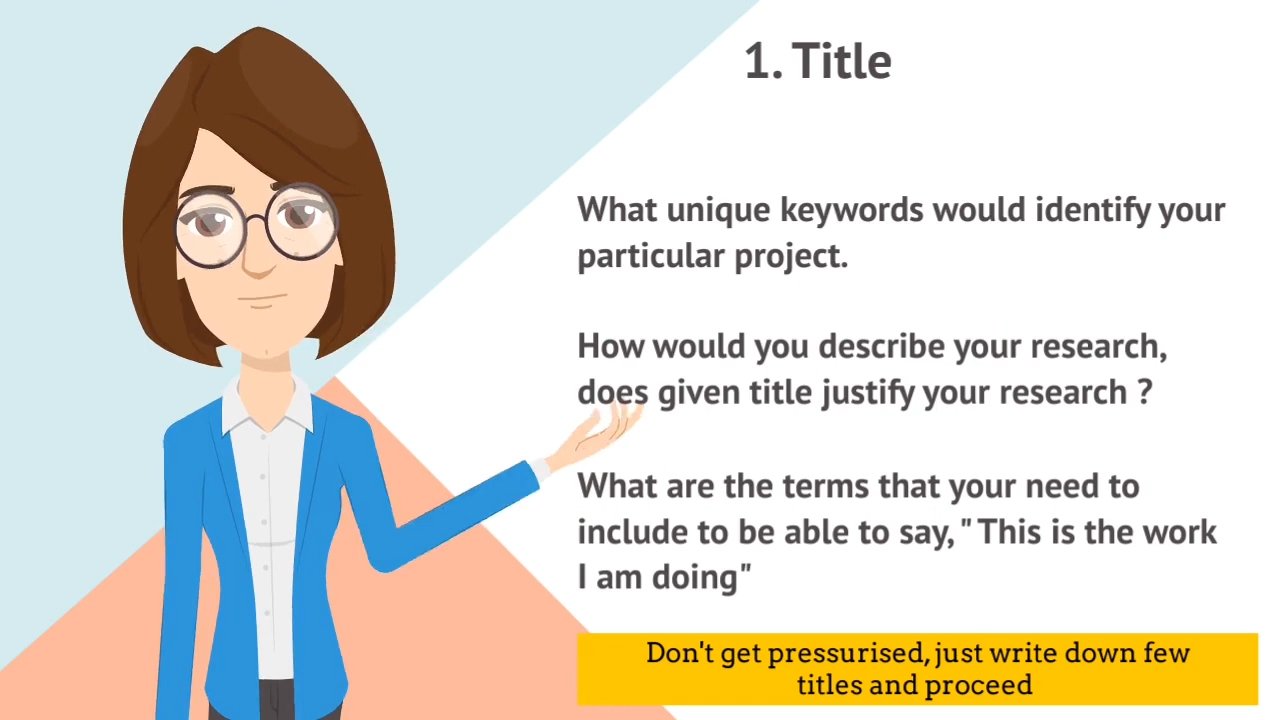 1. Title
What unique keywords would identify your
particular project.
How would you describe your research,
does given title justify your research ?
What are the terms that your need to
include to be able to say, " This is the work
I am doing"
Don't get pressurised, just write down few
titles and proceed